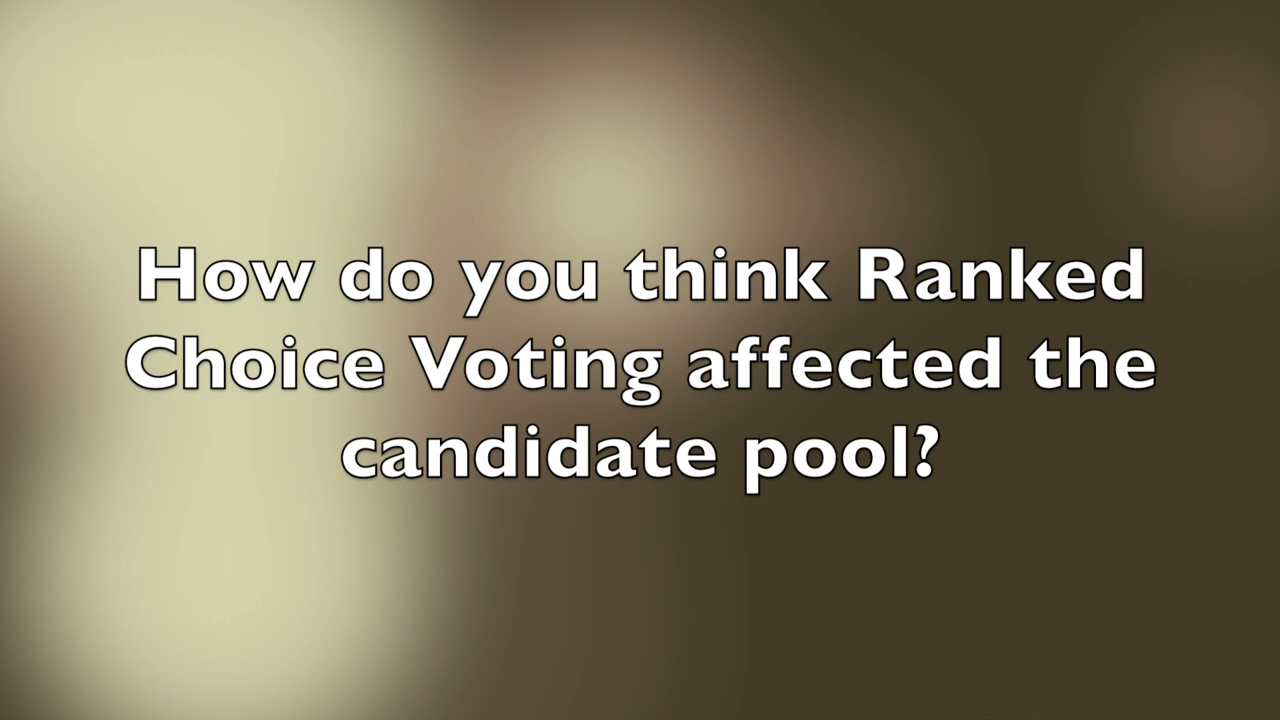 How do you think Ranked
Choice Voting affected the
candidate pool?